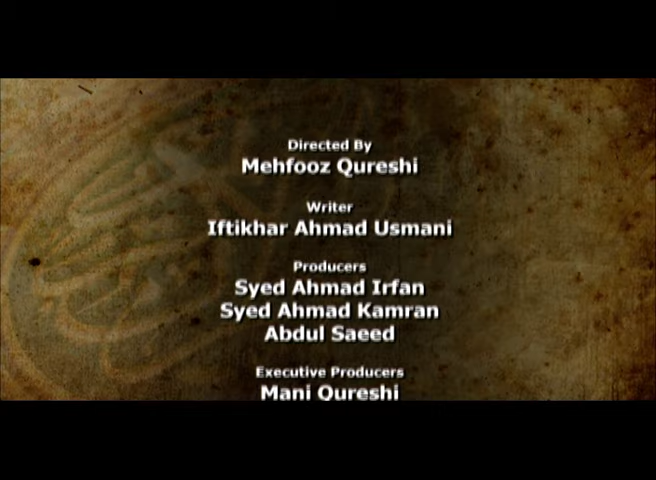 Directed By
Mehfooz Qureshi
Writer
Iftikhar Ahmad Usmani
Producers
Syed Ahmad Irfan
Syed Ahmad Kamran
Abdul Saeed
Executive Producers
Mani Qureshi